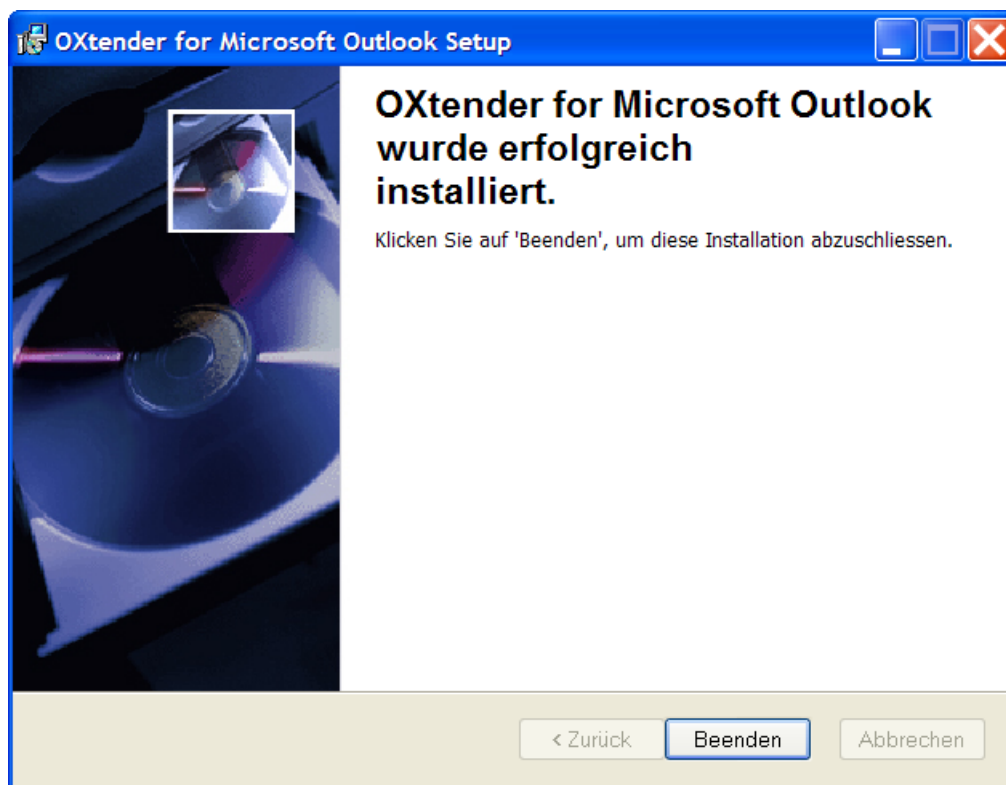 OXtender for Microsoft Outlook Setup
OXtender for Microsoft Outlook
wurde erfolgreich
installiert.
Klicken Sie auf 'Beenden', um diese Installation abzuschliessen.
< Zurück
Beenden
Abbrechen